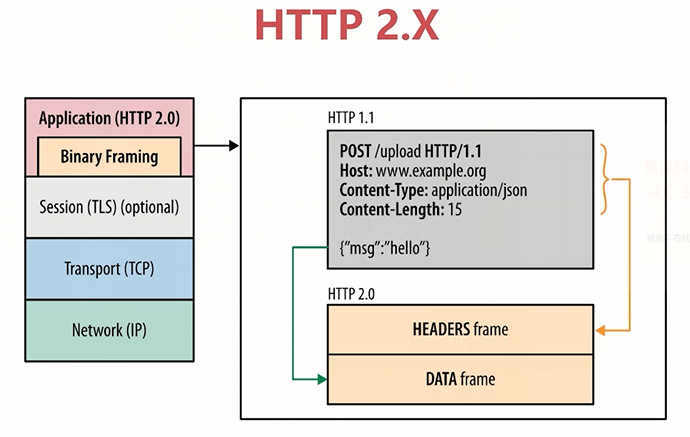 HTTP 2.X
Application (HTTP 2.0)
Binary Framing
Session (TLS) (optional)
Transport (TCP)
Network (IP)
HTTP 1.1
POST /upload HTTP/1.1
Host: www.example.org
Content-Type: application/json
Content-Length: 15
{"msg":"hello"}
HTTP 2.0
HEADERS frame
DATA frame